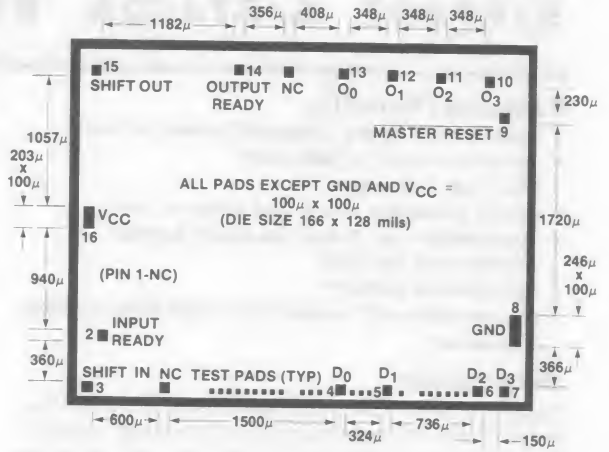 1182μ 356μ 408μ 348μ 348μ 348μ
15 14 13 12 11 10
SHIFT OUT OUTPUT READY NC O0 O1 O2 O3
230μ
MASTER RESET 9
1057μ
203μ
x
100μ
ALL PADS EXCEPT GND AND VCC =
100μ x 100μ
(DIE SIZE 166 x 128 mils)
VCC
16
1720μ
940μ
(PIN 1-NC)
246μ
x
100μ
8
GND
2 INPUT
READY
360μ
366μ
SHIFT IN NC TEST PADS (TYP) D0 D1 D2 D3
3 4 5 6 7
600μ 1500μ 324μ 736μ 150μ